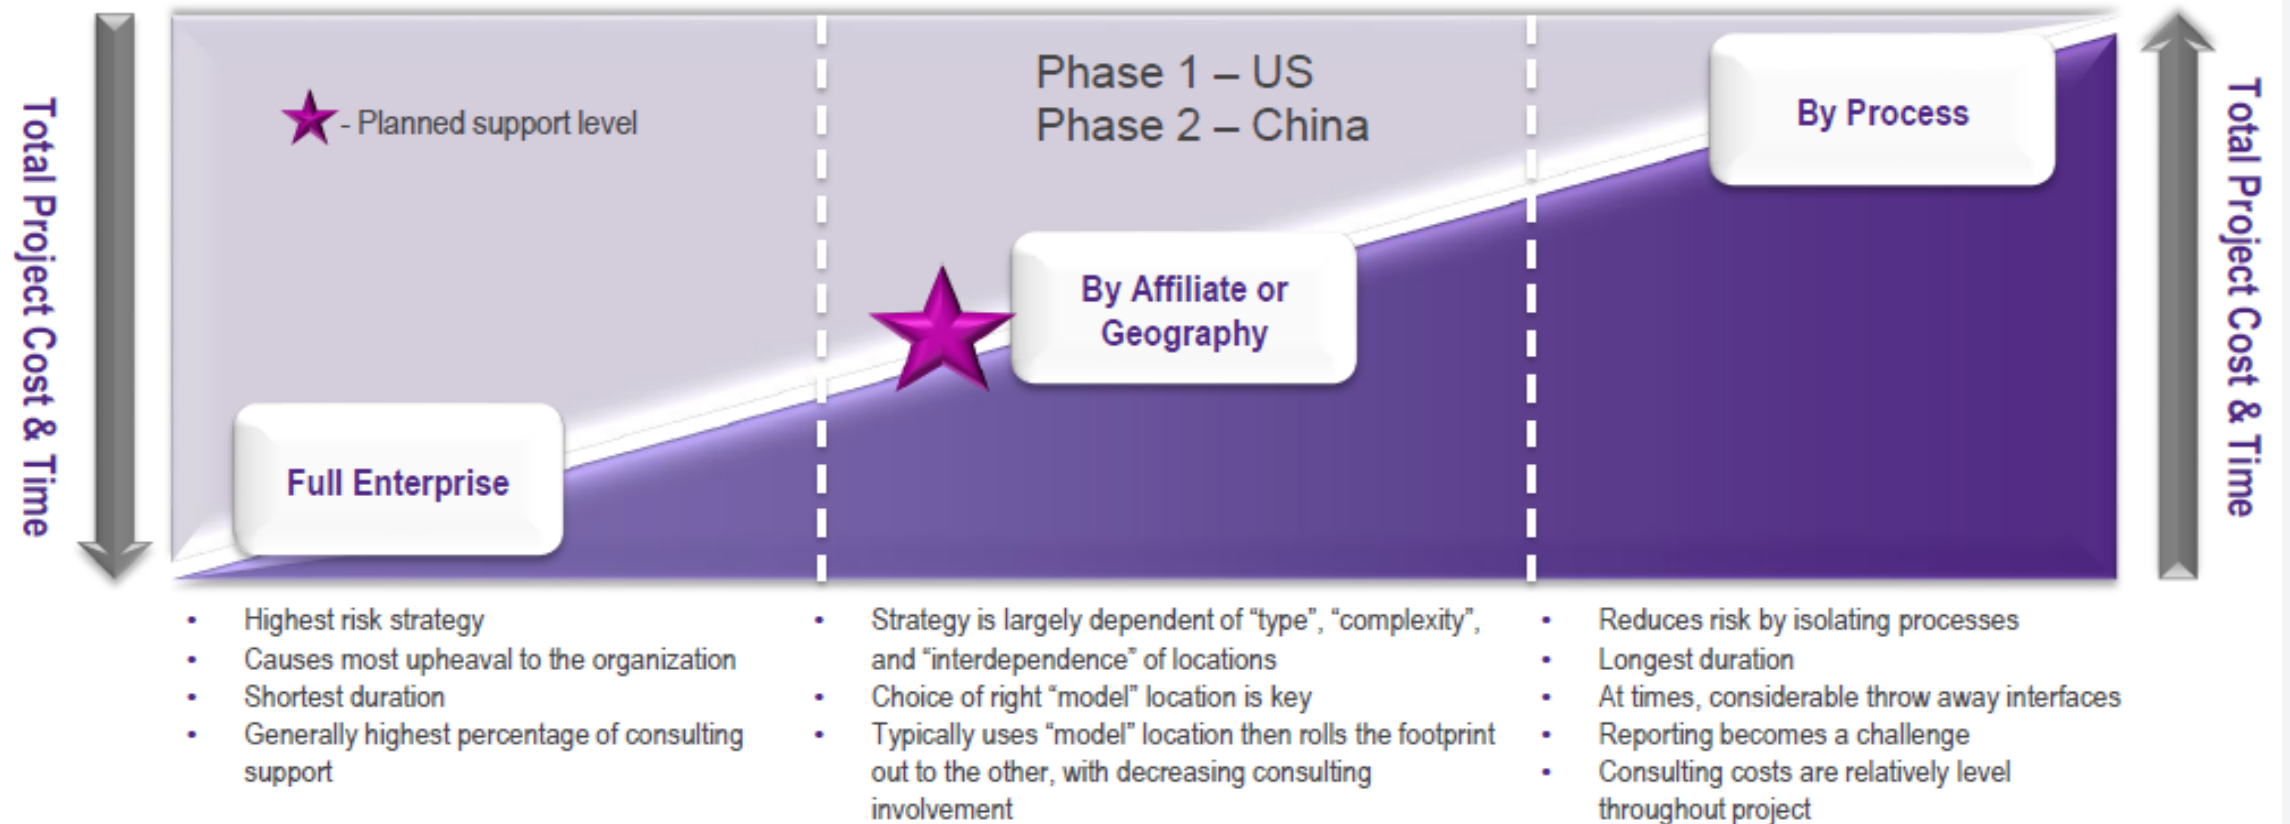 Total Project Cost & Time
- Planned support level
Phase 1 – US
Phase 2 – China
Full Enterprise
By Affiliate or
Geography
By Process
Total Project Cost & Time
• Highest risk strategy
• Causes most upheaval to the organization
• Shortest duration
• Generally highest percentage of consulting
support
• Strategy is largely dependent of “type”, “complexity”,
and “interdependence” of locations
• Choice of right “model” location is key
• Typically uses “model” location then rolls the footprint
out to the other, with decreasing consulting
involvement
• Reduces risk by isolating processes
• Longest duration
• At times, considerable throw away interfaces
• Reporting becomes a challenge
• Consulting costs are relatively level
throughout project